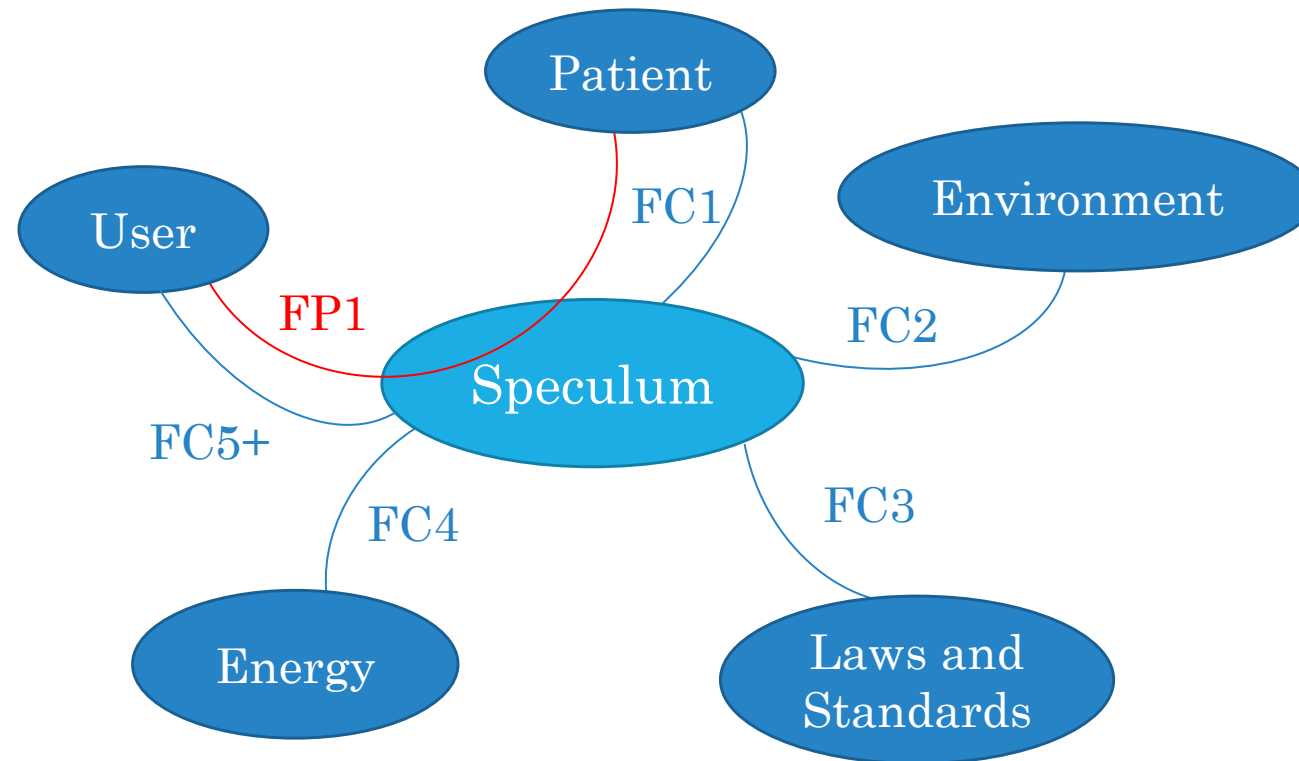 Patient
Environment
User
FC1
FP1
FC2
Speculum
FC5+
FC4
FC3
Energy
Laws and
Standards